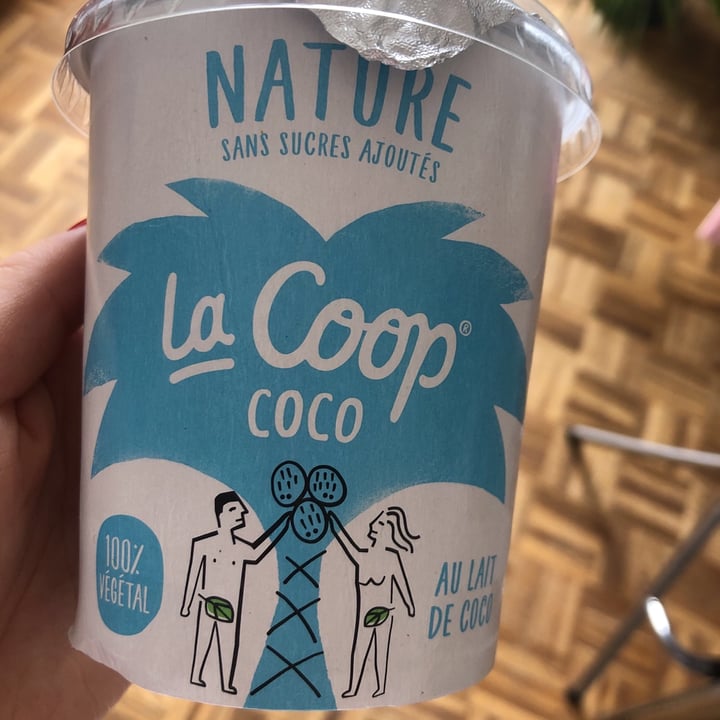 NATURE
SANS SUCRES AJOUTÉS
La Coop®
COCO
100%
VÉGÉTAL
AU LAIT
DE COCO